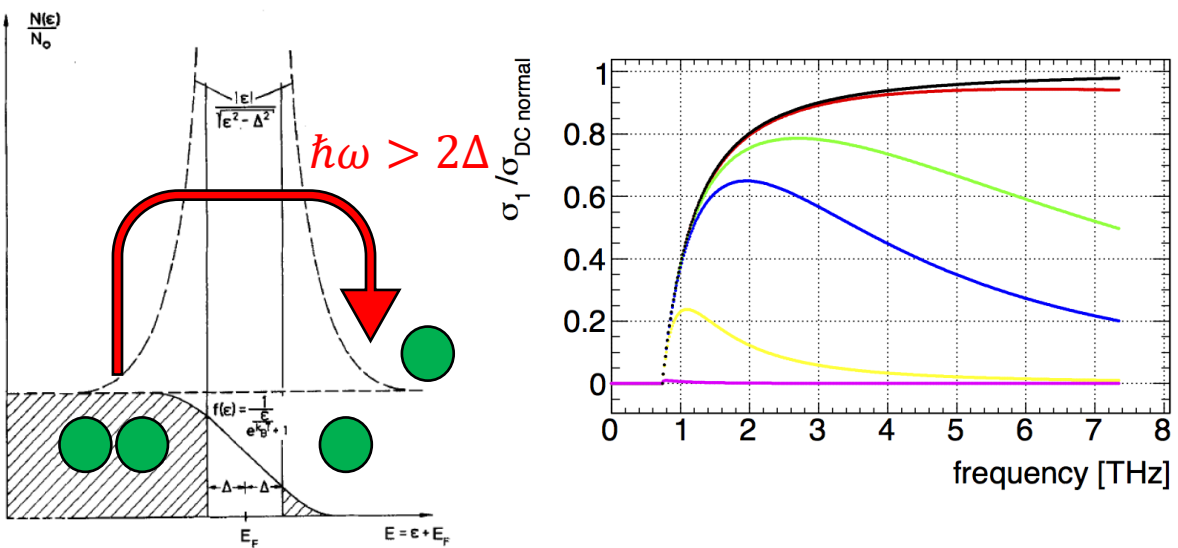 N(ε)
N₀
|ε|
√ε² − Δ²
ħω > 2Δ
f(ε) = 1
ε
e k_B T + 1
Δ Δ
E_F
E = ε + E_F
σ₁ /σ_DC normal
1
0.8
0.6
0.4
0.2
0
0 1 2 3 4 5 6 7 8
frequency [THz]